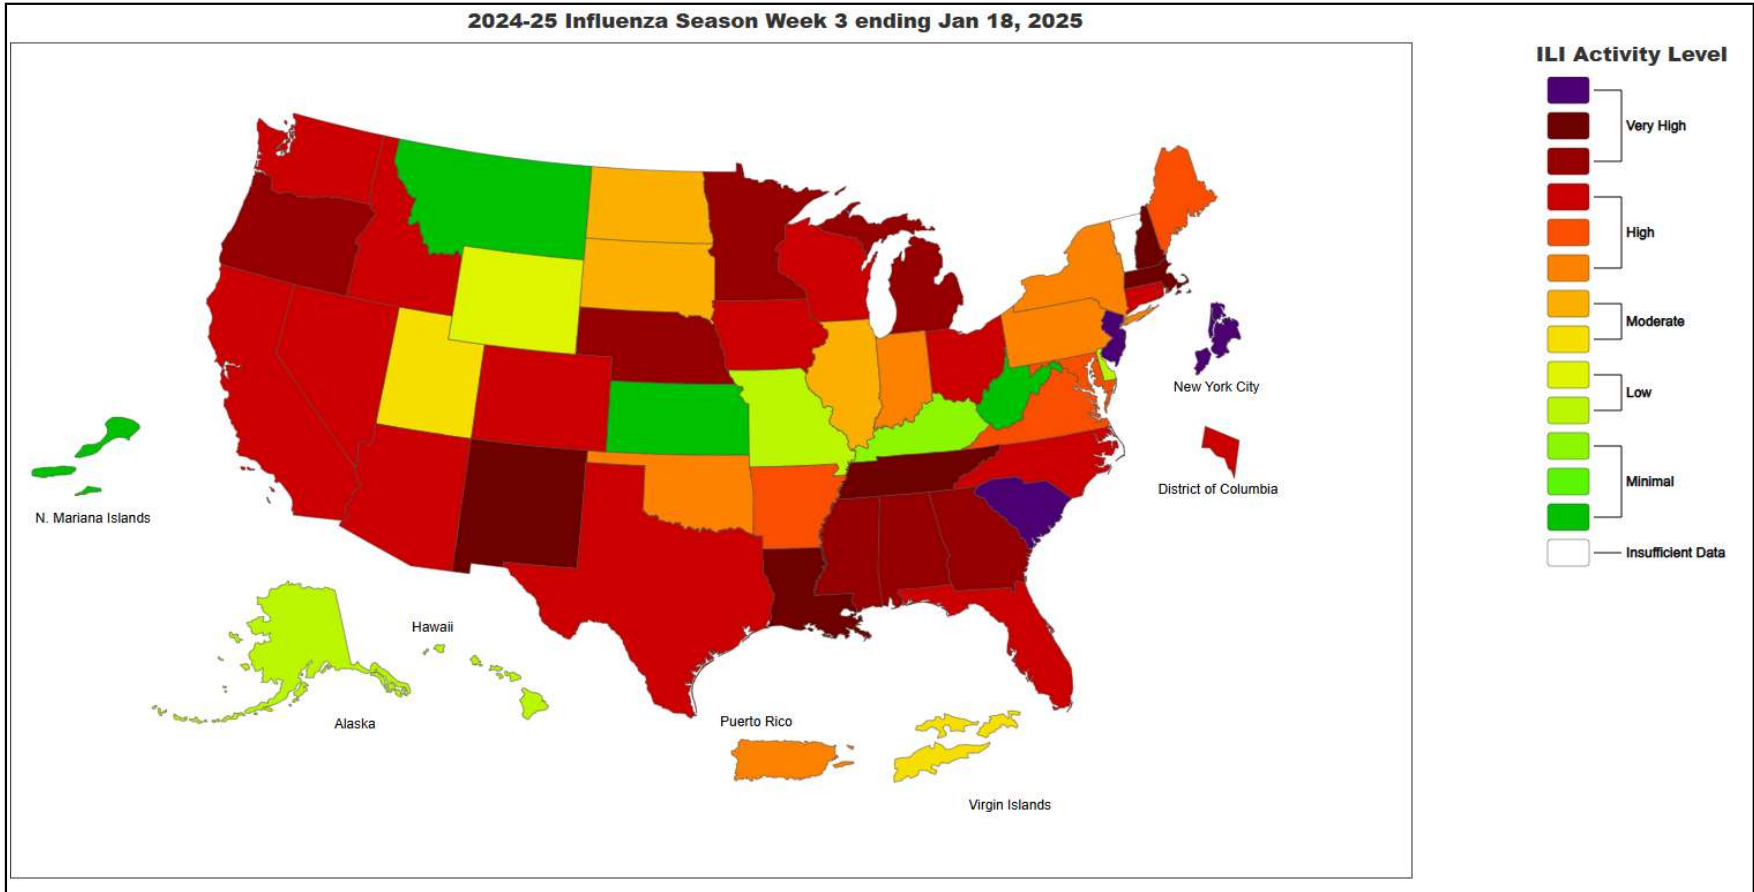 2024-25 Influenza Season Week 3 ending Jan 18, 2025
ILI Activity Level
Very High
High
Moderate
Low
Minimal
Insufficient Data
New York City
District of Columbia
N. Mariana Islands
Hawaii
Alaska
Puerto Rico
Virgin Islands